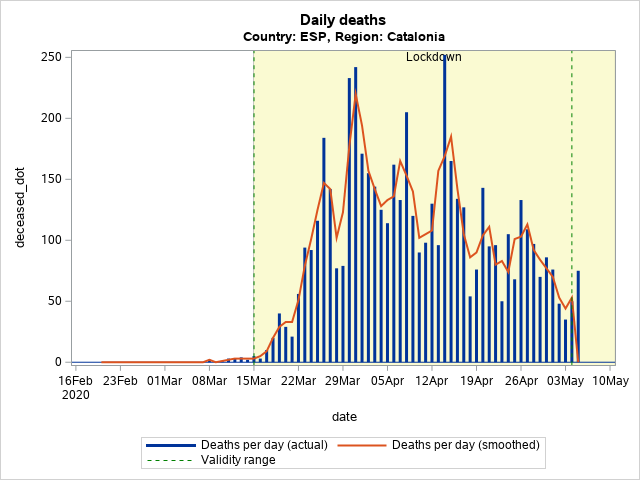 Daily deaths
Country: ESP, Region: Catalonia
Lockdown
250
200
150
100
50
0
deceased_dot
16Feb 23Feb 01Mar 08Mar 15Mar 22Mar 29Mar 05Apr 12Apr 19Apr 26Apr 03May 10May
2020
date
Deaths per day (actual) Deaths per day (smoothed)
Validity range